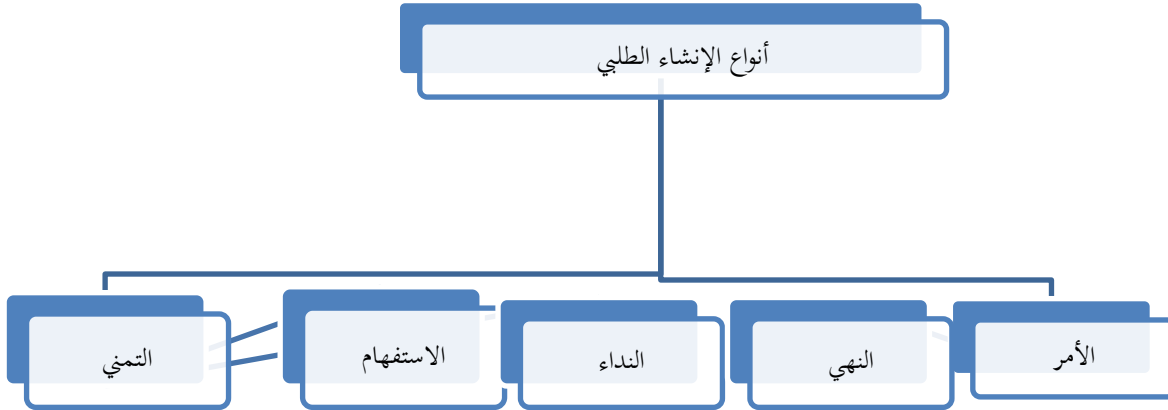 أنواع الإنشاء الطلبي
الأمر
النهي
النداء
الاستفهام
التمني